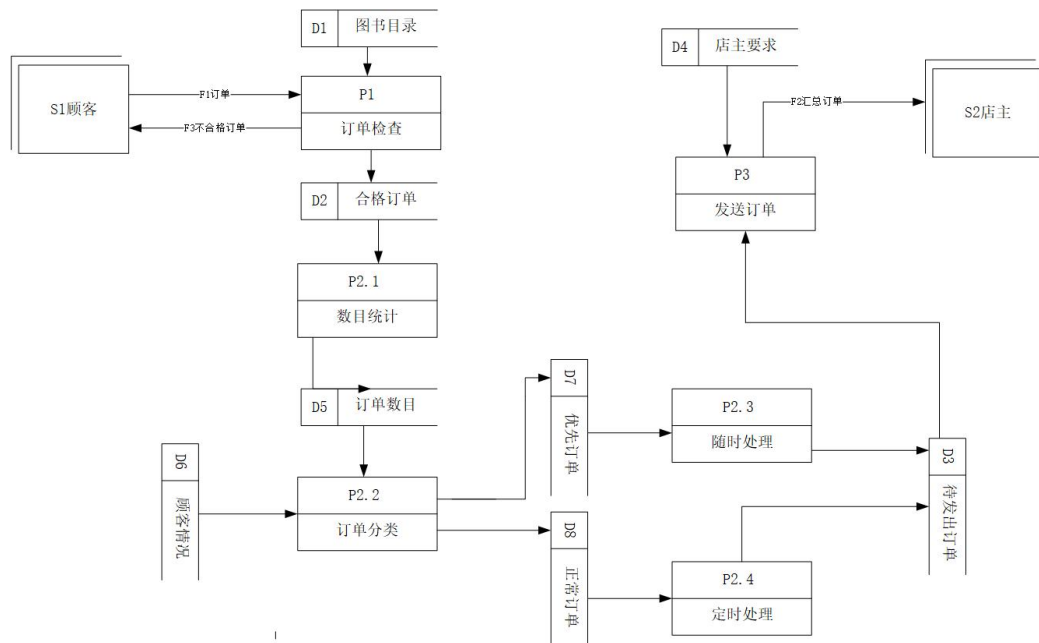 D1 图书目录
S1顾客
F1订单
F3不合格订单
P1
订单检查
D2 合格订单
P2.1
数目统计
D5 订单数目
D6 顾客情况
P2.2
订单分类
D7 优先订单
D8 正常订单
P2.3
随时处理
P2.4
定时处理
D3 待发出订单
D4 店主要求
P3
发送订单
F2汇总订单
S2店主